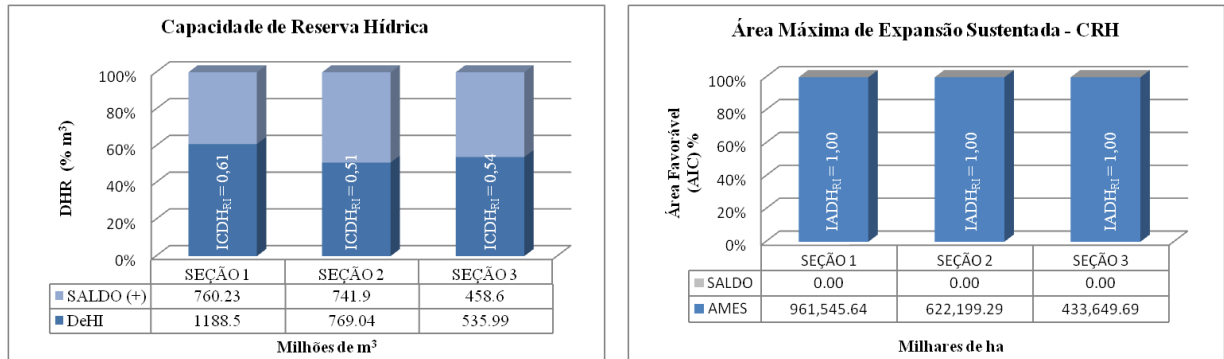 Capacidade de Reserva Hídrica
DHR (% m³)
100%
80%
60%
40%
20%
0%
ICDH_RI = 0,61
ICDH_RI = 0,51
ICDH_RI = 0,54
SEÇÃO 1 SEÇÃO 2 SEÇÃO 3
SALDO (+) 760.23 741.9 458.6
DeHI 1188.5 769.04 535.99
Milhões de m³
Área Máxima de Expansão Sustentada - CRH
Área Favorável
(AIC) %
100%
80%
60%
40%
20%
0%
IADH_RI = 1,00
IADH_RI = 1,00
IADH_RI = 1,00
SEÇÃO 1 SEÇÃO 2 SEÇÃO 3
SALDO 0.00 0.00 0.00
AMES 961,545.64 622,199.29 433,649.69
Milhares de ha